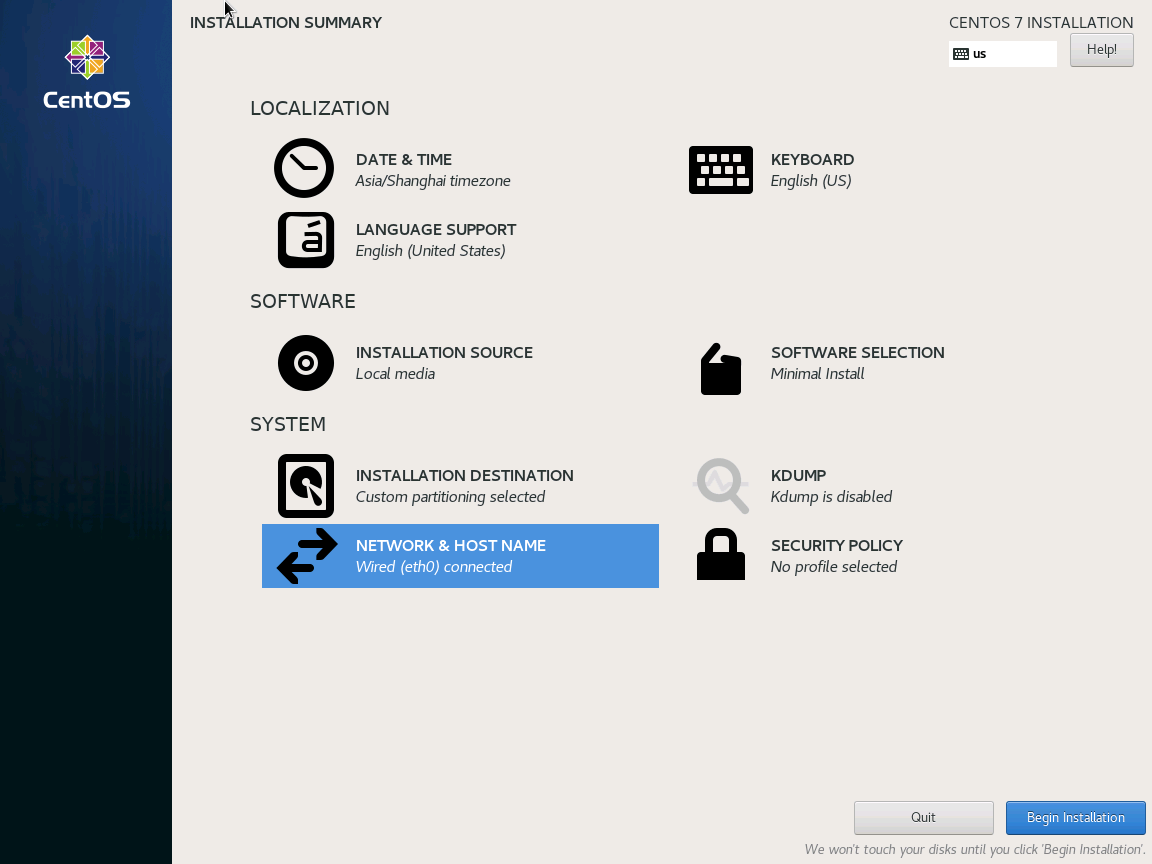 INSTALLATION SUMMARY
CENTOS 7 INSTALLATION
us
Help!
CentOS
LOCALIZATION
DATE & TIME
Asia/Shanghai timezone
KEYBOARD
English (US)
á
LANGUAGE SUPPORT
English (United States)
SOFTWARE
INSTALLATION SOURCE
Local media
SOFTWARE SELECTION
Minimal Install
SYSTEM
INSTALLATION DESTINATION
Custom partitioning selected
KDUMP
Kdump is disabled
NETWORK & HOST NAME
Wired (eth0) connected
SECURITY POLICY
No profile selected
Quit
Begin Installation
We won't touch your disks until you click 'Begin Installation'.